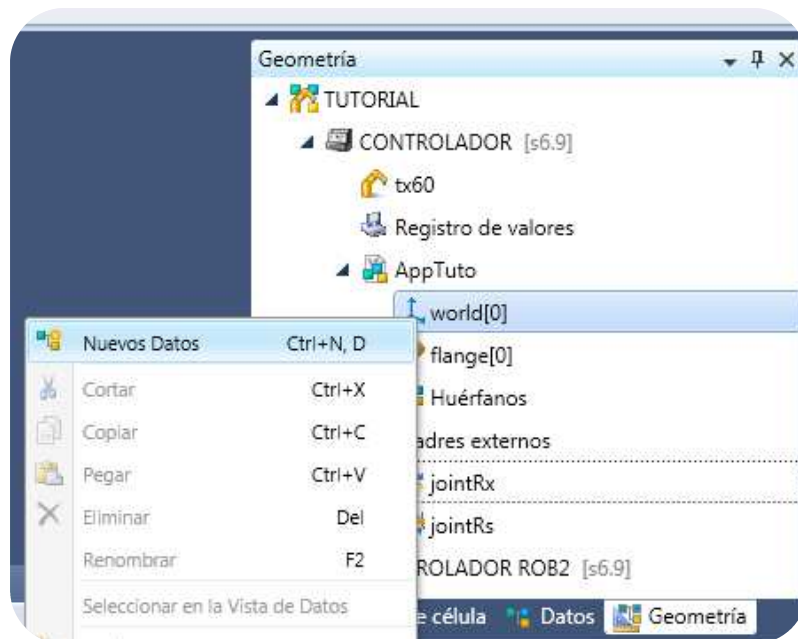 Geometría
TUTORIAL
CONTROLADOR [s6.9]
tx60
Registro de valores
AppTuto
world[0]
flange[0]
Huérfanos
adres externos
jointRx
jointRs
ROLADOR ROB2 [s6.9]
Nuevos Datos Ctrl+N, D
Cortar Ctrl+X
Copiar Ctrl+C
Pegar Ctrl+V
Eliminar Del
Renombrar F2
Seleccionar en la Vista de Datos
e célula Datos Geometría